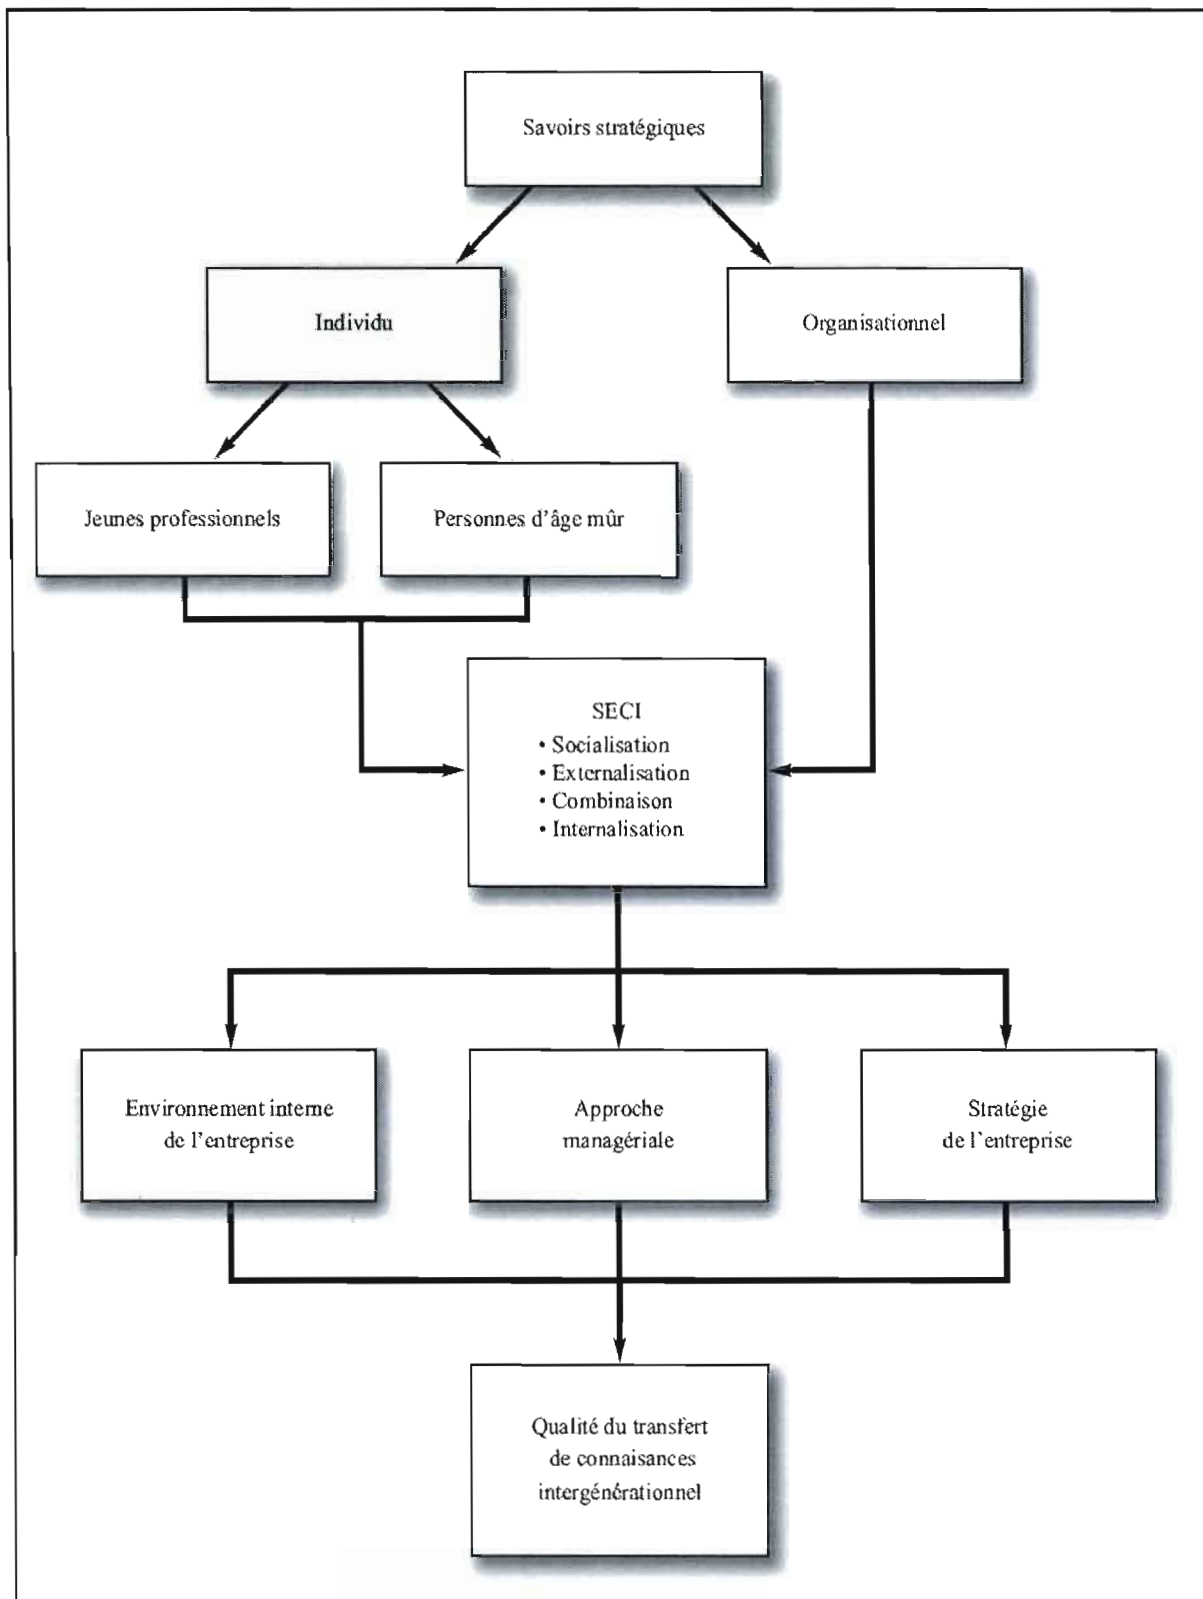 Savoirs stratégiques
Individu
Organisationnel
Jeunes professionnels
Personnes d'âge mûr
SECI
• Socialisation
• Externalisation
• Combinaison
• Internalisation
Environnement interne
de l'entreprise
Approche
managériale
Stratégie
de l'entreprise
Qualité du transfert
de connaisances
intergénérationnel